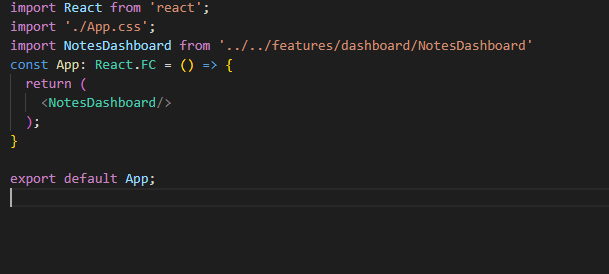 import React from 'react';
import './App.css';
import NotesDashboard from '../../features/dashboard/NotesDashboard'
const App: React.FC = () => {
  return (
    <NotesDashboard/>
  );
}

export default App;